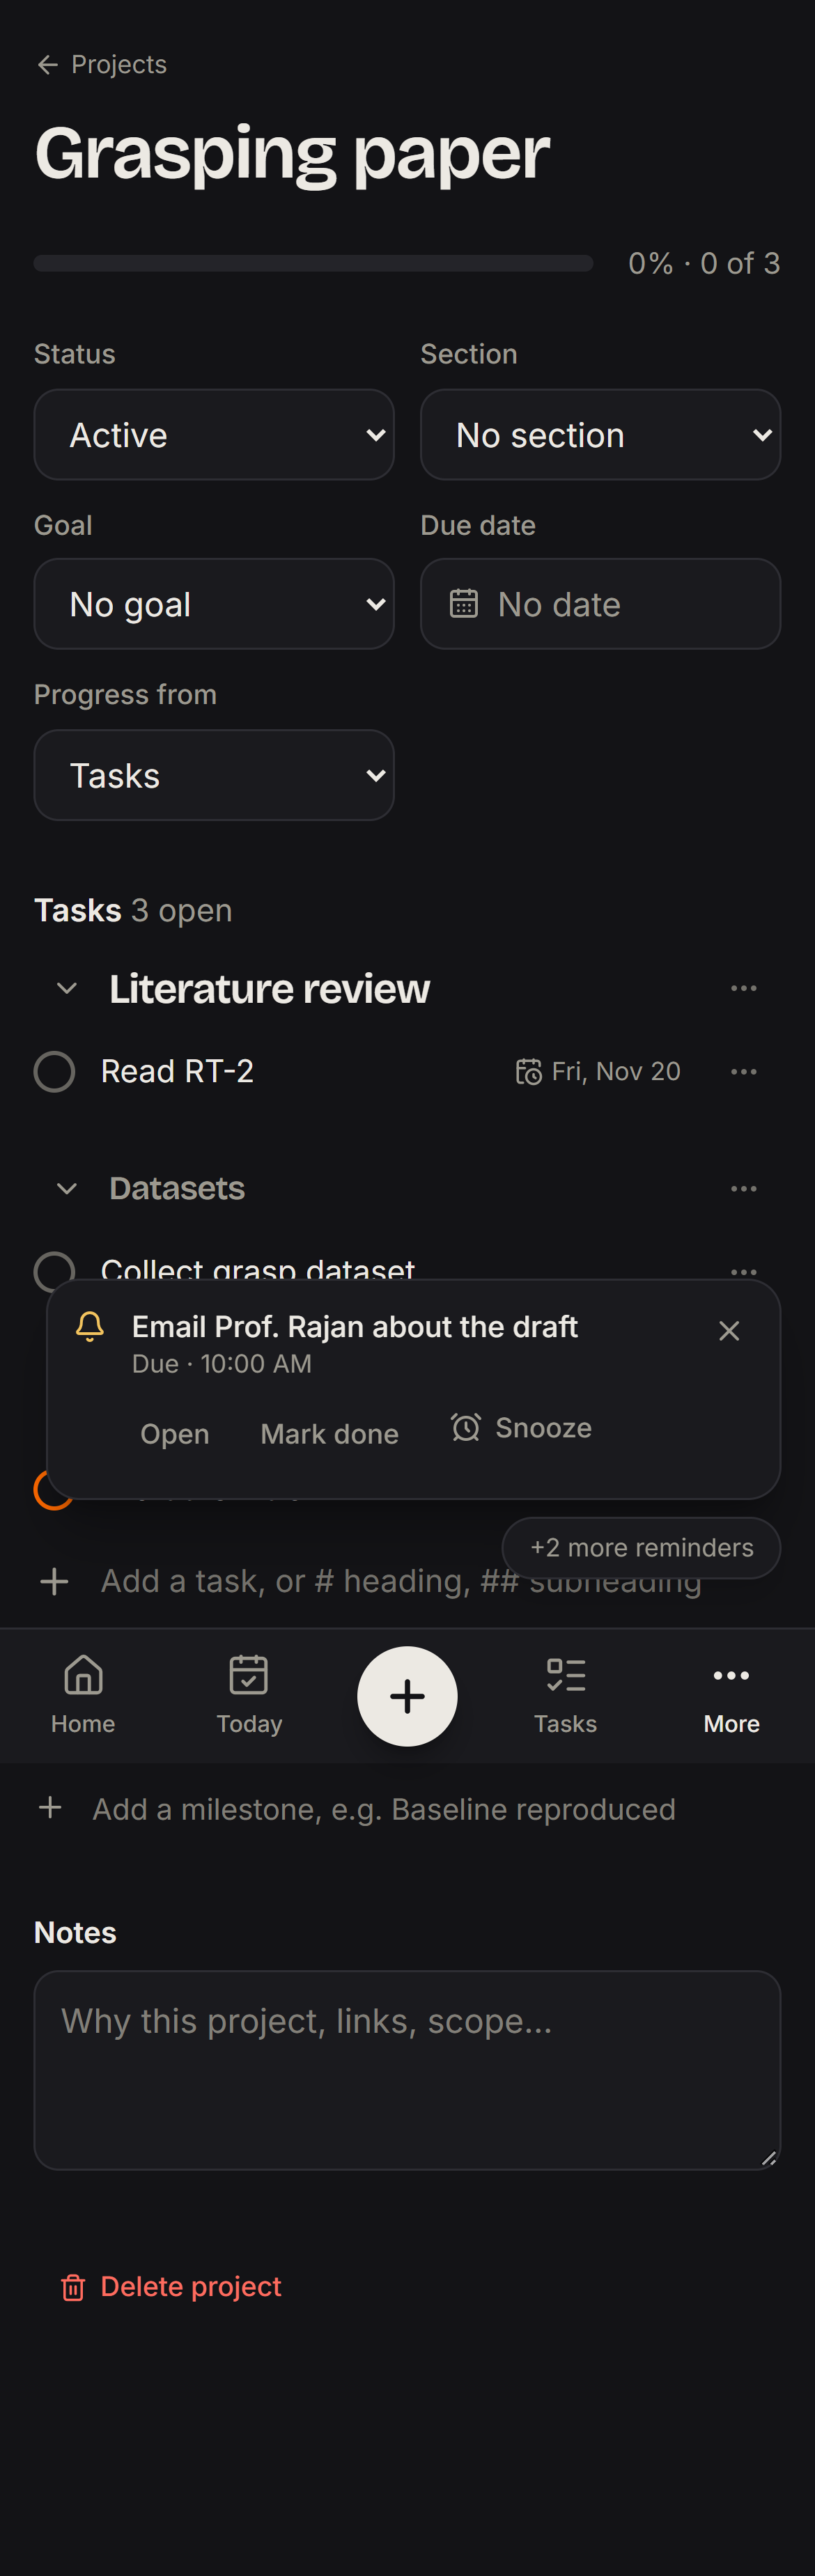 Projects
Grasping paper
0% · 0 of 3
Status
Section
Active
No section
Goal
Due date
No goal
No date
Progress from
Tasks
Tasks 3 open
Literature review
Read RT-2
Fri, Nov 20
Datasets
Collect grasp dataset
Email Prof. Rajan about the draft
Due · 10:00 AM
Open
Mark done
Snooze
+2 more reminders
Add a task, or # heading, ## subheading
Home
Today
Tasks
More
Add a milestone, e.g. Baseline reproduced
Notes
Why this project, links, scope...
Delete project